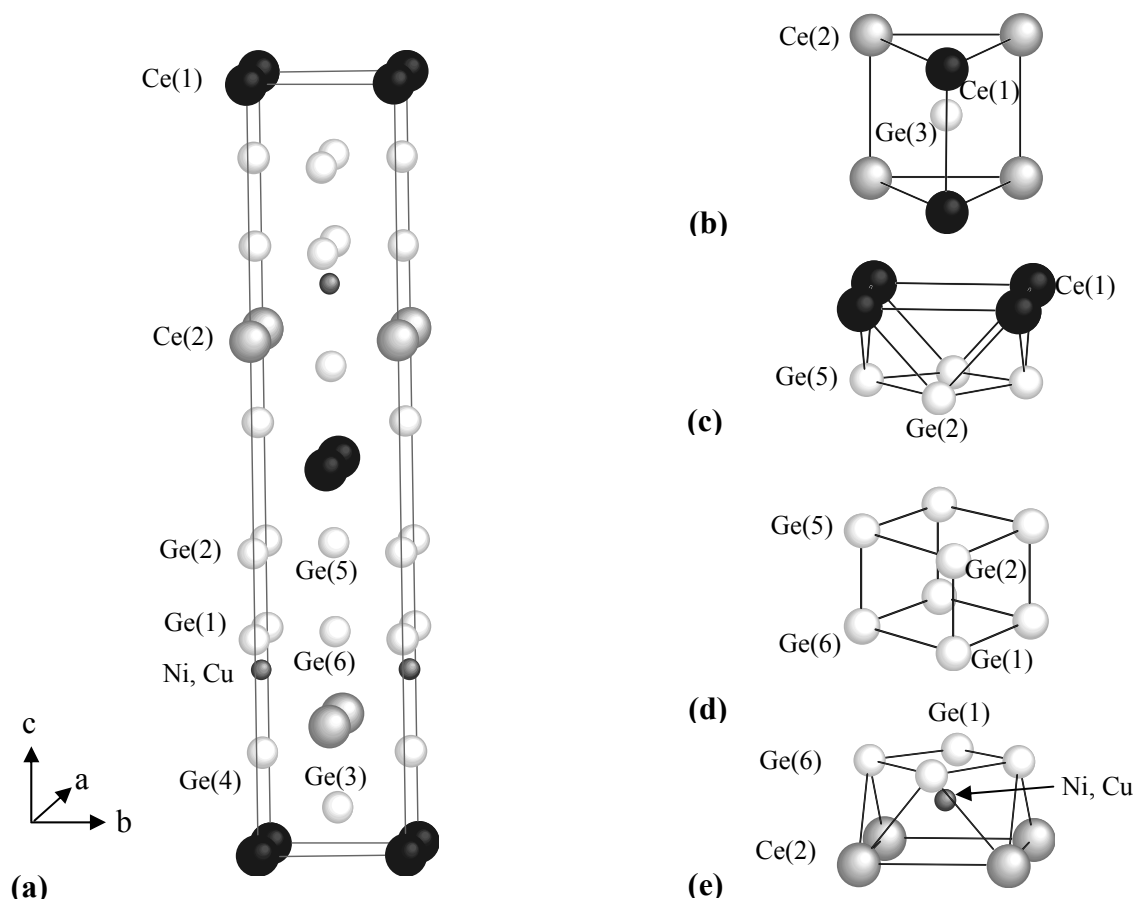 Ce(1)
Ce(2)
Ge(2)
Ge(5)
Ge(1)
Ge(6)
Ni, Cu
Ge(4)
Ge(3)
c
a
b
(a)
Ce(2)
Ce(1)
Ge(3)
(b)
Ce(1)
Ge(5)
Ge(2)
(c)
Ge(5)
Ge(2)
Ge(6)
Ge(1)
(d)
Ge(1)
Ge(6)
Ni, Cu
Ce(2)
(e)